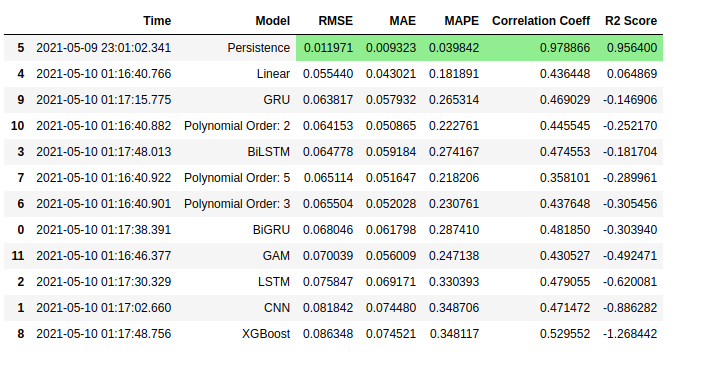 Time Model RMSE MAE MAPE Correlation Coeff R2 Score
5 2021-05-09 23:01:02.341 Persistence 0.011971 0.009323 0.039842 0.978866 0.956400
4 2021-05-10 01:16:40.766 Linear 0.055440 0.043021 0.181891 0.436448 0.064869
9 2021-05-10 01:17:15.775 GRU 0.063817 0.057932 0.265314 0.469029 -0.146906
10 2021-05-10 01:16:40.882 Polynomial Order: 2 0.064153 0.050865 0.222761 0.445545 -0.252170
3 2021-05-10 01:17:48.013 BiLSTM 0.064778 0.059184 0.274167 0.474553 -0.181704
7 2021-05-10 01:16:40.922 Polynomial Order: 5 0.065114 0.051647 0.218206 0.358101 -0.289961
6 2021-05-10 01:16:40.901 Polynomial Order: 3 0.065504 0.052028 0.230761 0.437648 -0.305456
0 2021-05-10 01:17:38.391 BiGRU 0.068046 0.061798 0.287410 0.481850 -0.303940
11 2021-05-10 01:16:46.377 GAM 0.070039 0.056009 0.247138 0.430527 -0.492471
2 2021-05-10 01:17:30.329 LSTM 0.075847 0.069171 0.330393 0.479055 -0.620081
1 2021-05-10 01:17:02.660 CNN 0.081842 0.074480 0.348706 0.471472 -0.886282
8 2021-05-10 01:17:48.756 XGBoost 0.086348 0.074521 0.348117 0.529552 -1.268442